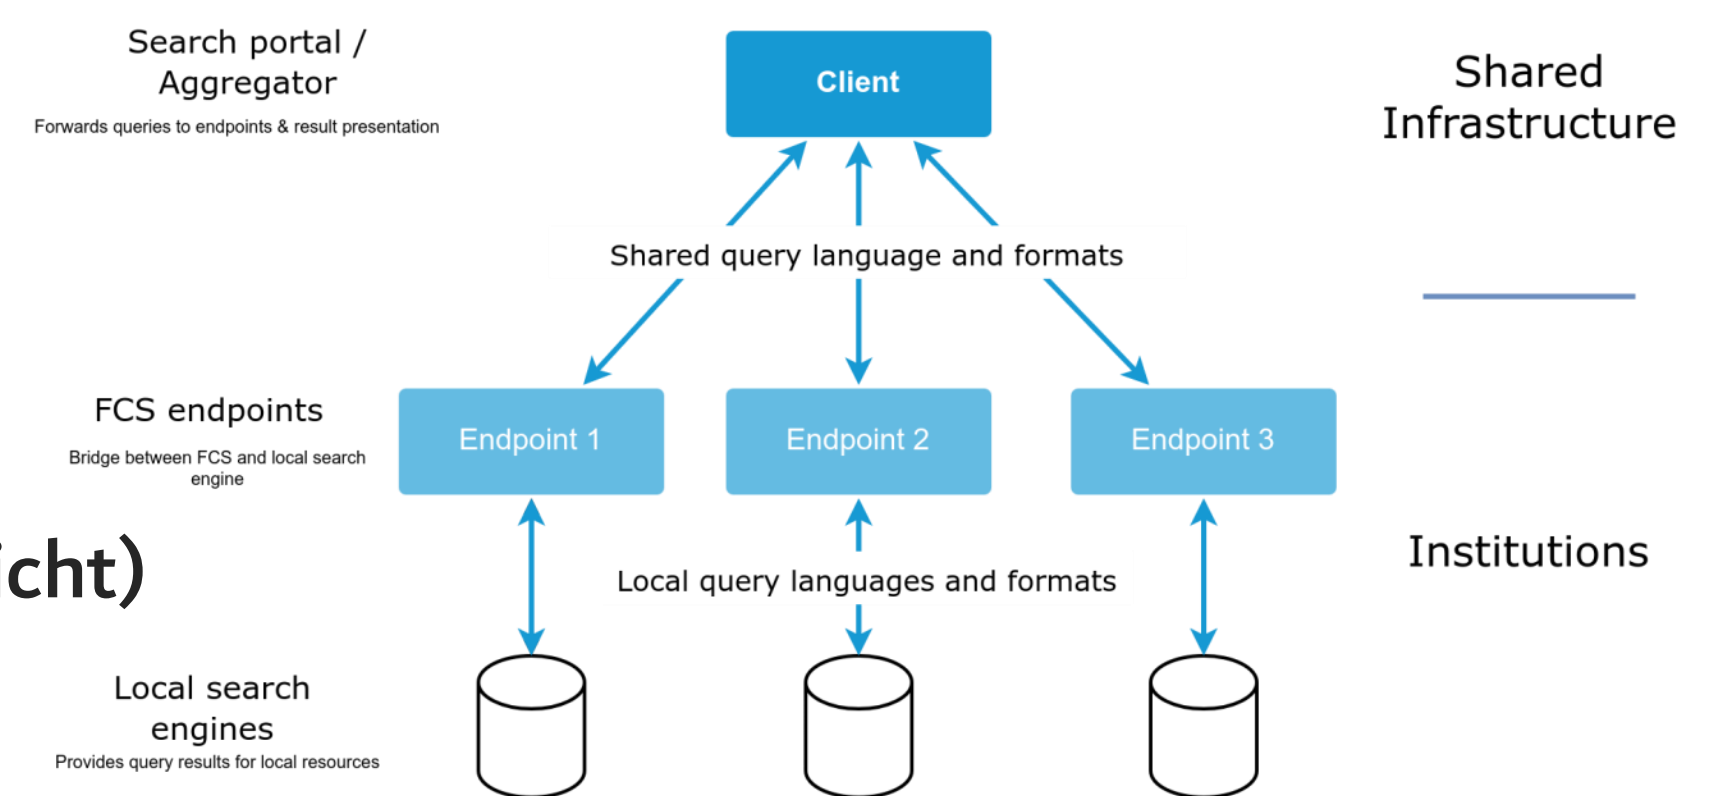 Search portal /
Aggregator
Forwards queries to endpoints & result presentation
Client
Shared
Infrastructure
Shared query language and formats
FCS endpoints
Bridge between FCS and local search
engine
Endpoint 1
Endpoint 2
Endpoint 3
icht)
Local query languages and formats
Institutions
Local search
engines
Provides query results for local resources